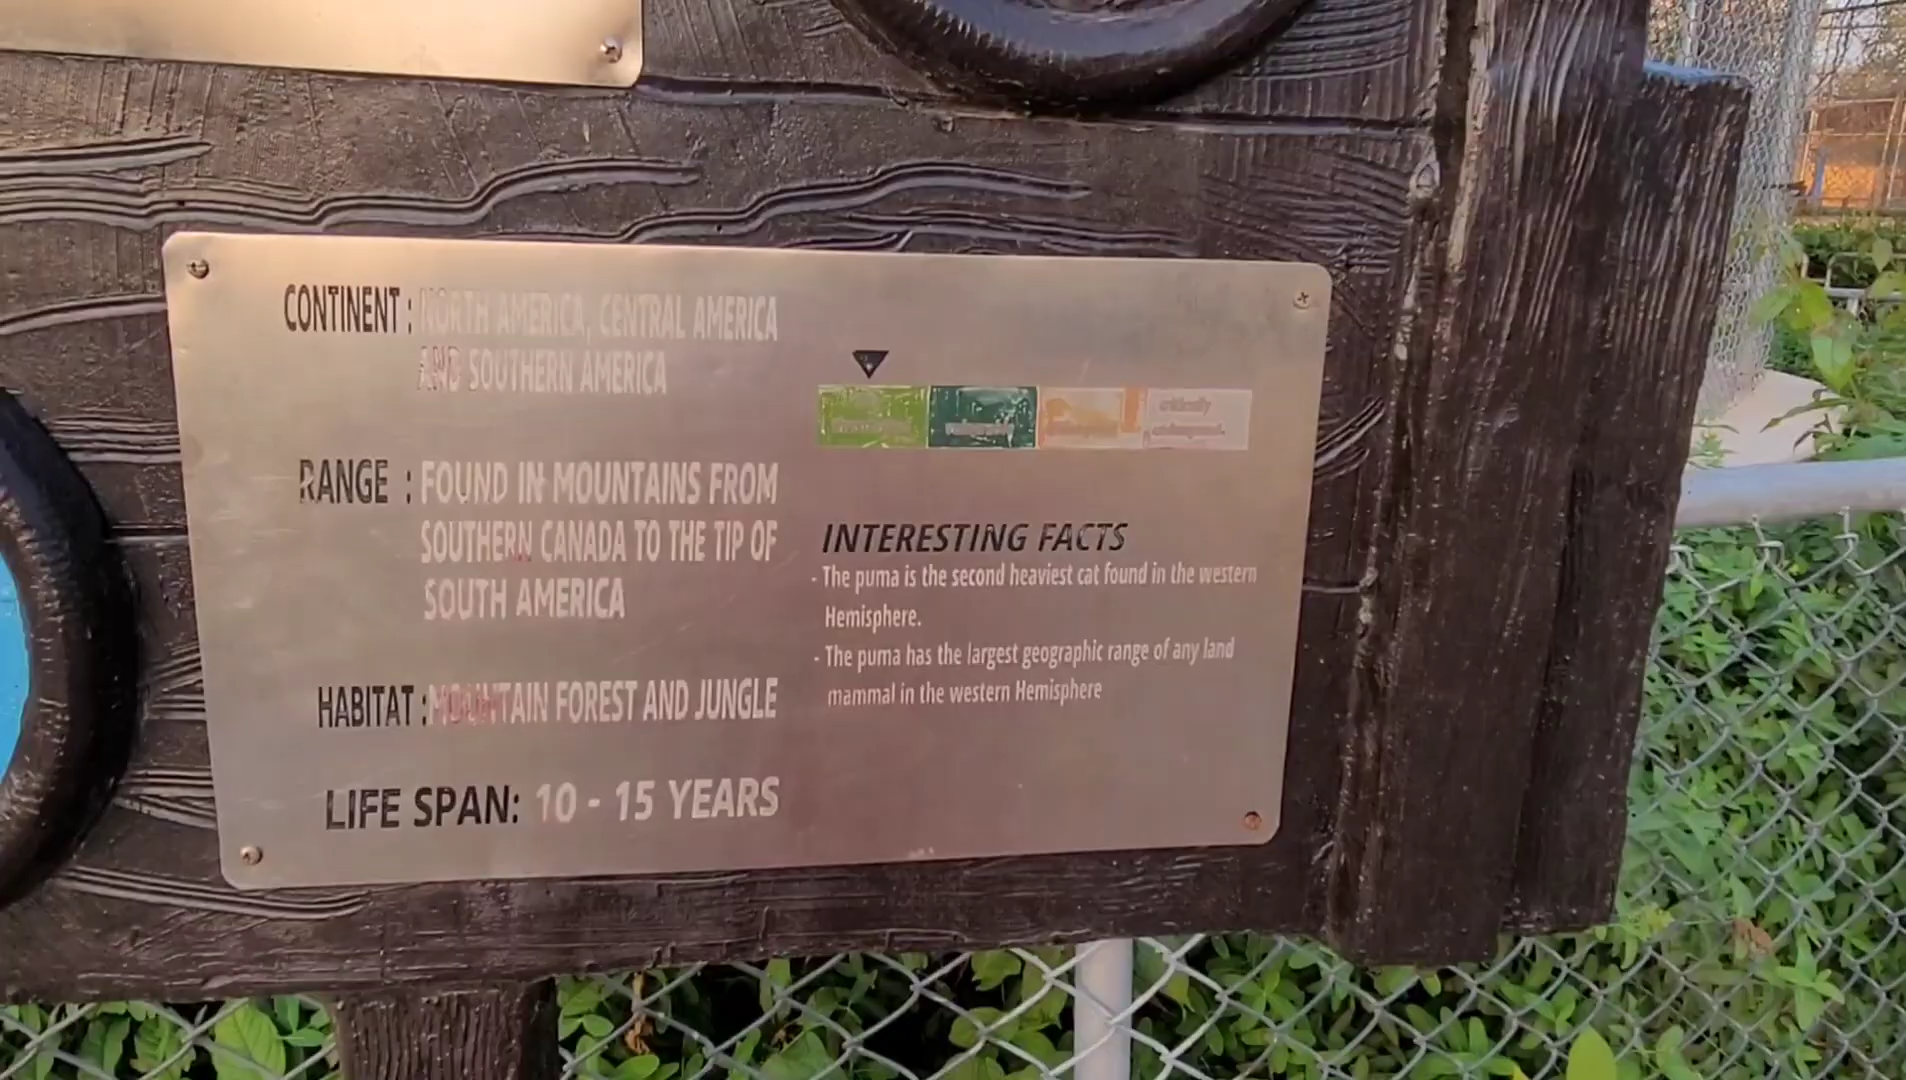 CONTINENT : NORTH AMERICA, CENTRAL AMERICA
AND SOUTHERN AMERICA
RANGE : FOUND IN MOUNTAINS FROM
SOUTHERN CANADA TO THE TIP OF
SOUTH AMERICA
HABITAT : MOUNTAIN FOREST AND JUNGLE
LIFE SPAN: 10 - 15 YEARS
critically
endangered.
INTERESTING FACTS
- The puma is the second heaviest cat found in the western
Hemisphere.
- The puma has the largest geographic range of any land
mammal in the western Hemisphere